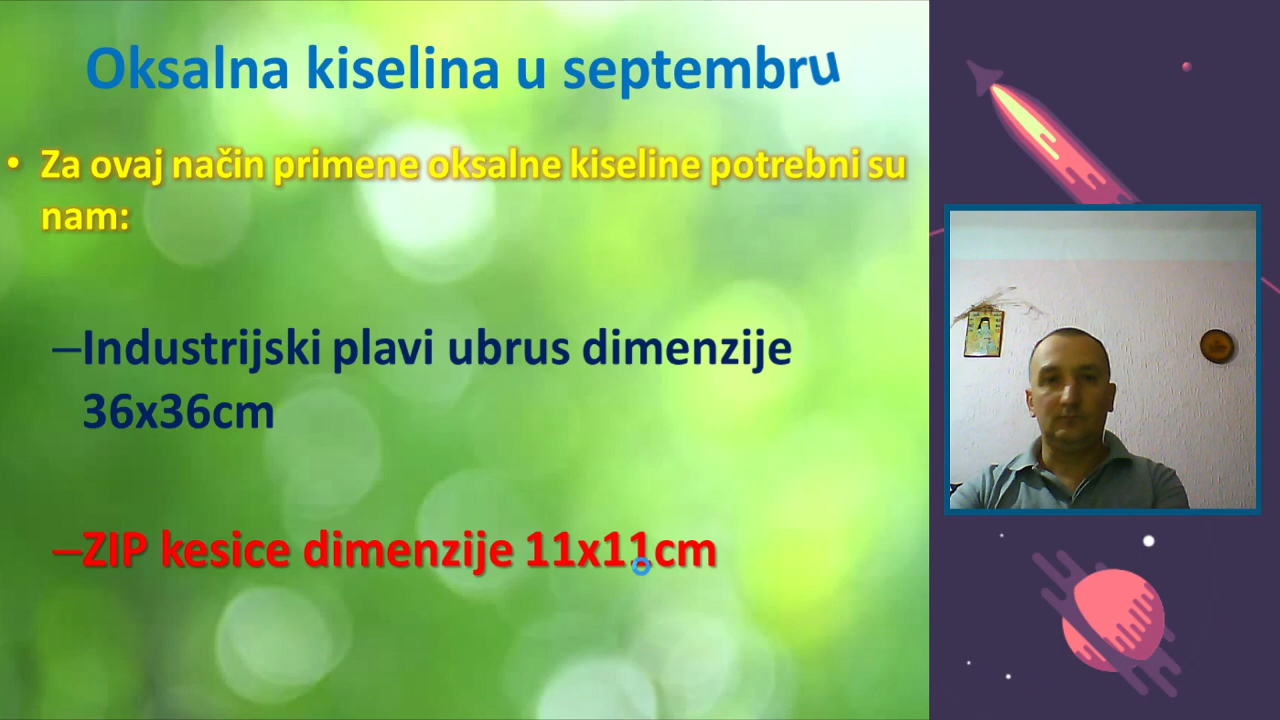 Oksalna kiselina u septembru
• Za ovaj način primene oksalne kiseline potrebni su
nam:
–Industrijski plavi ubrus dimenzije
36x36cm
–ZIP kesice dimenzije 11x11cm